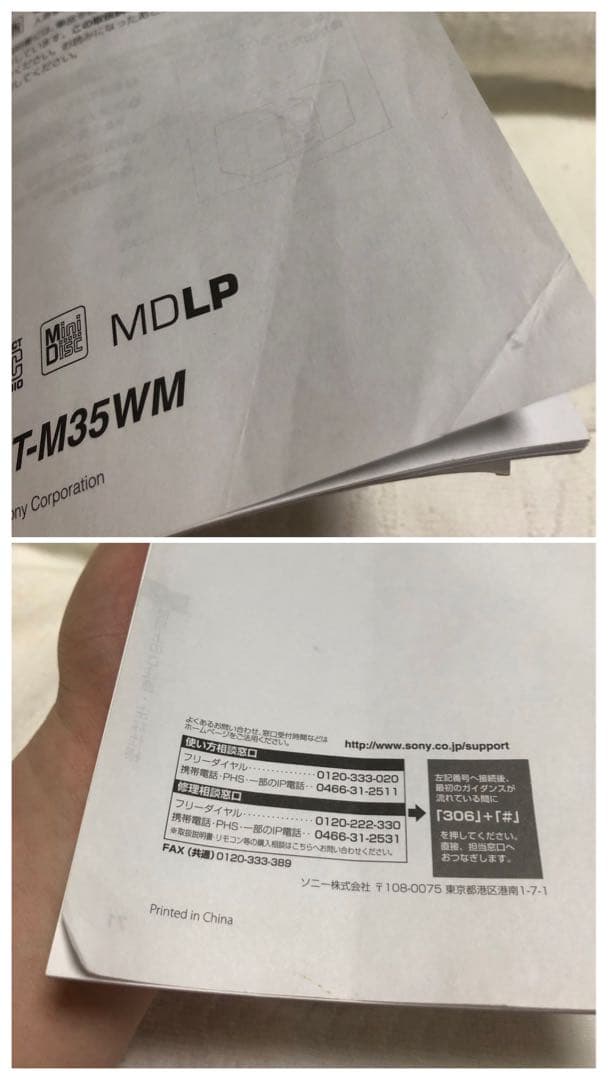 てください。
Mini
Disc
MDLP
T-M35WM
ny Corporation
よくあるお問い合わせ、窓口受付時間などは
ホームページをご活用ください。
http://www.sony.co.jp/support
使い方相談窓口
フリーダイヤル・・・・・・・・・・・・0120-333-020
携帯電話・PHS・一部のIP電話・・0466-31-2511
修理相談窓口
フリーダイヤル・・・・・・・・・・・・0120-222-330
携帯電話・PHS・一部のIP電話・・0466-31-2531
※取扱説明書・リモコン等の購入相談はこちらへお問い合わせください。
FAX(共通)0120-333-389
左記番号へ接続後、
最初のガイダンスが
流れている間に
「306」+「#」
を押してください。
直接、担当窓口へ
おつなぎします。
ソニー株式会社 〒108-0075 東京都港区港南1-7-1
Printed in China